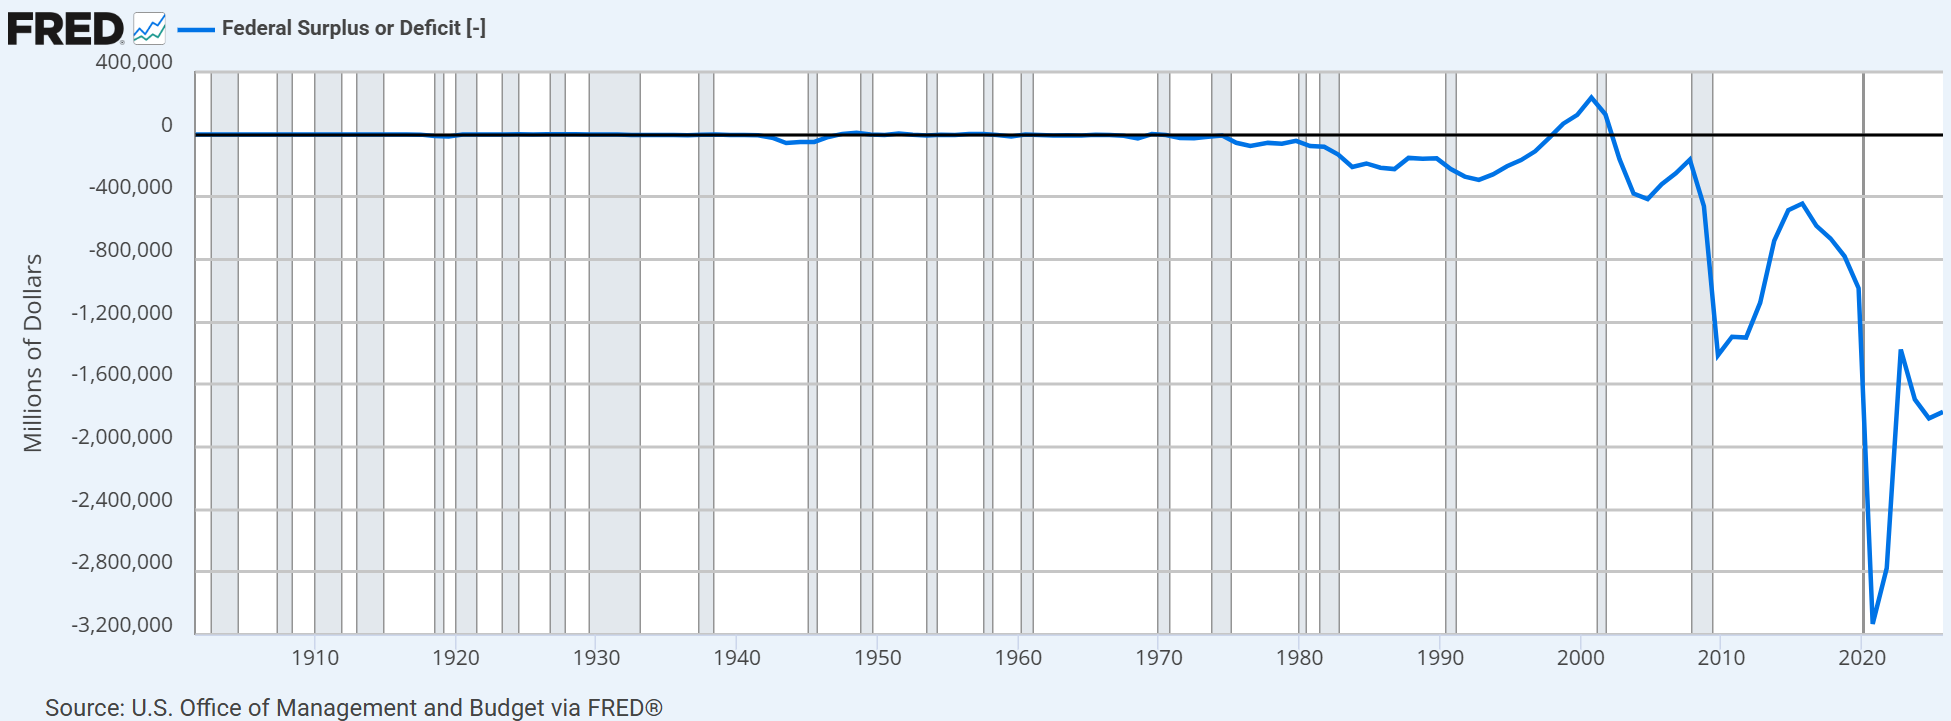 FRED
Federal Surplus or Deficit [-]
400,000
0
-400,000
-800,000
-1,200,000
-1,600,000
-2,000,000
-2,400,000
-2,800,000
-3,200,000
Millions of Dollars
1910 1920 1930 1940 1950 1960 1970 1980 1990 2000 2010 2020
Source: U.S. Office of Management and Budget via FRED®